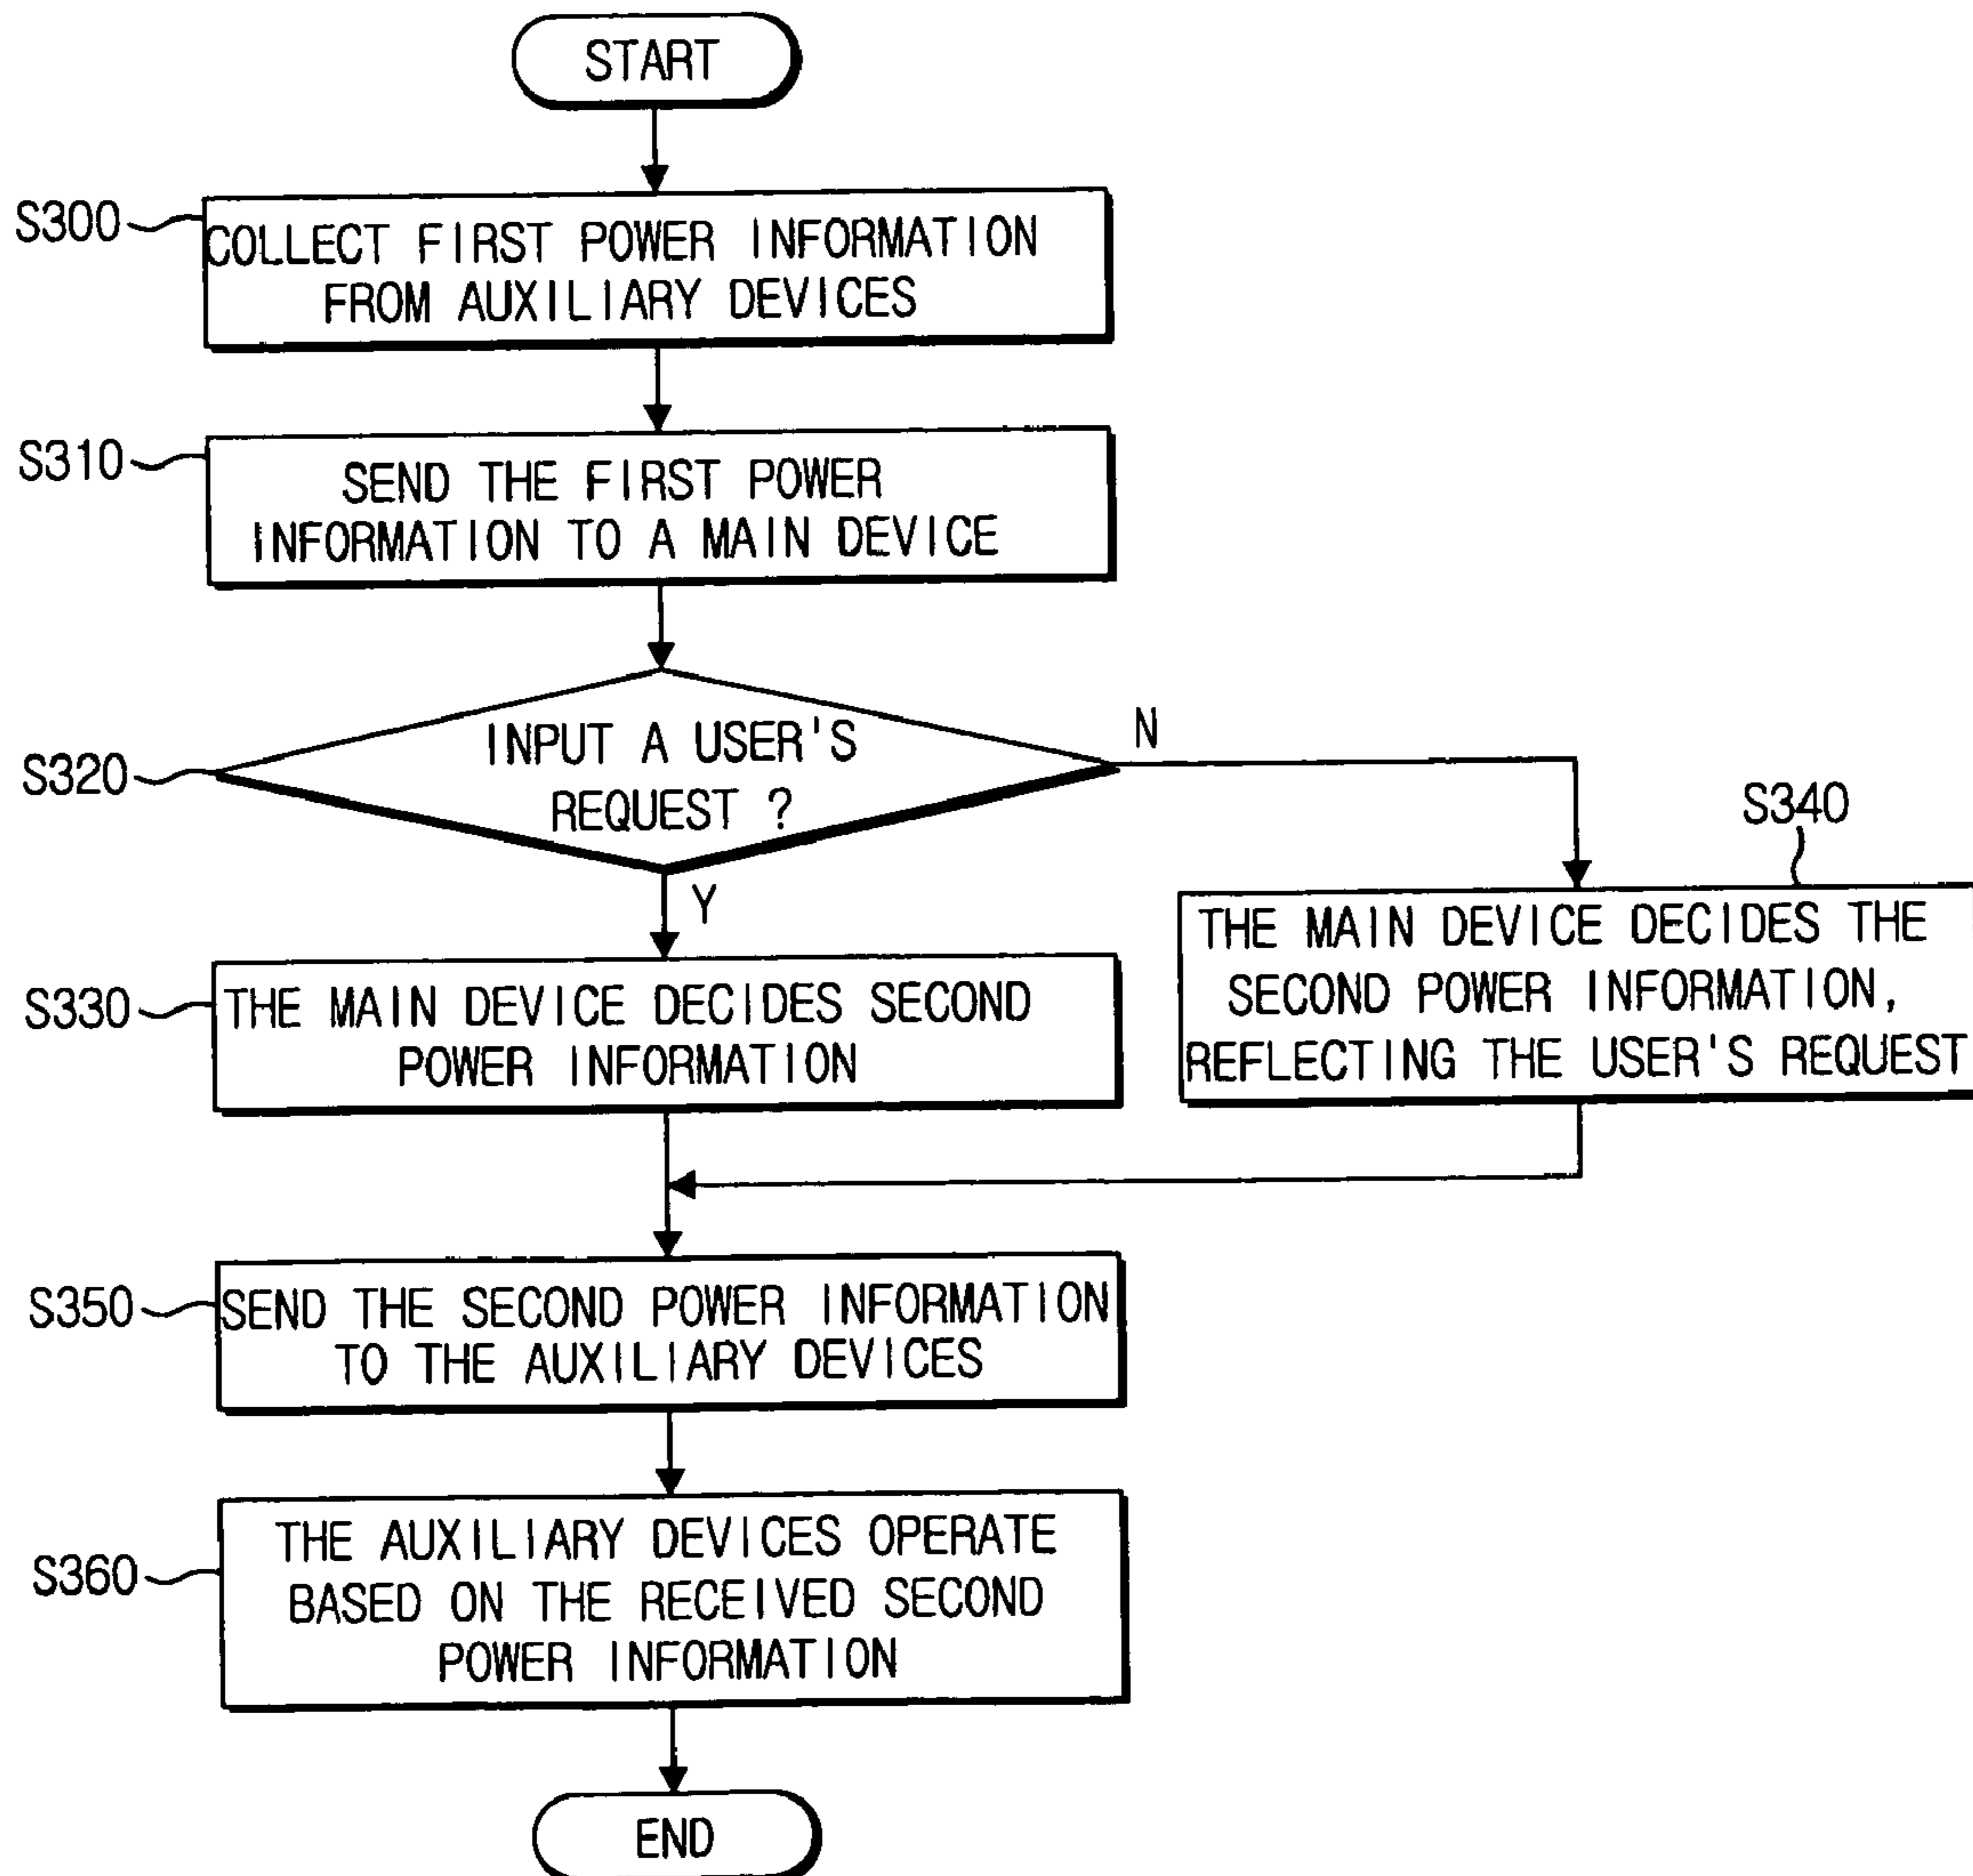 START
S300
COLLECT FIRST POWER INFORMATION
FROM AUXILIARY DEVICES
S310
SEND THE FIRST POWER
INFORMATION TO A MAIN DEVICE
S320
INPUT A USER'S
REQUEST ?
N
Y
S340
THE MAIN DEVICE DECIDES THE
SECOND POWER INFORMATION,
REFLECTING THE USER'S REQUEST
S330
THE MAIN DEVICE DECIDES SECOND
POWER INFORMATION
S350
SEND THE SECOND POWER INFORMATION
TO THE AUXILIARY DEVICES
S360
THE AUXILIARY DEVICES OPERATE
BASED ON THE RECEIVED SECOND
POWER INFORMATION
END